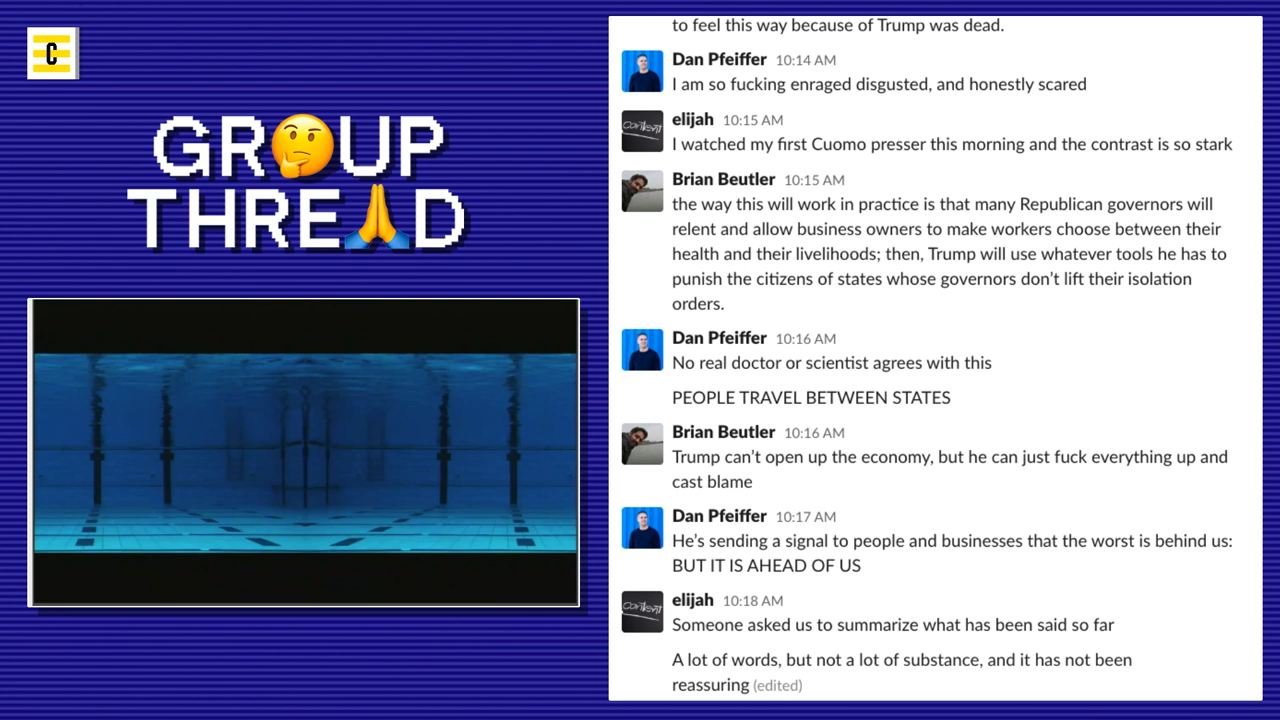 C
GR🤔UP
THRE🙏D
to feel this way because of Trump was dead.
Dan Pfeiffer 10:14 AM
I am so fucking enraged disgusted, and honestly scared
elijah 10:15 AM
I watched my first Cuomo presser this morning and the contrast is so stark
Brian Beutler 10:15 AM
the way this will work in practice is that many Republican governors will
relent and allow business owners to make workers choose between their
health and their livelihoods; then, Trump will use whatever tools he has to
punish the citizens of states whose governors don’t lift their isolation
orders.
Dan Pfeiffer 10:16 AM
No real doctor or scientist agrees with this
PEOPLE TRAVEL BETWEEN STATES
Brian Beutler 10:16 AM
Trump can’t open up the economy, but he can just fuck everything up and
cast blame
Dan Pfeiffer 10:17 AM
He’s sending a signal to people and businesses that the worst is behind us:
BUT IT IS AHEAD OF US
elijah 10:18 AM
Someone asked us to summarize what has been said so far
A lot of words, but not a lot of substance, and it has not been
reassuring (edited)